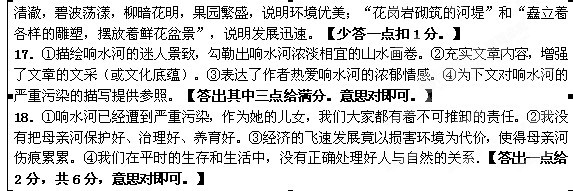 清澈，碧波荡漾，柳暗花明，果园繁盛，说明环境优美；“花岗岩砌筑的河堤”和“矗立着
各样的雕塑，摆放着鲜花盆景”，说明发展迅速。【少答一点扣1分。】
17．①描绘响水河的迷人景致，勾勒出响水河浓淡相宜的山水画卷。②充实文章内容，增强
了文章的文采（或文化底蕴）。③表达了作者热爱响水河的浓郁情感。④为下文对响水河的
严重污染的描写提供参照。【答出其中三点给满分。意思对即可。】
18．①响水河已经遭到严重污染，作为她的儿女，我们大家都有着不可推卸的责任。②我没
有把母亲河保护好、治理好、养育好。③经济的飞速发展竟以损害环境为代价，使得母亲河
伤痕累累。④我们在平时的生存和生活中，没有正确处理好人与自然的关系．【答出一点给
2分，共6分，意思对即可。】